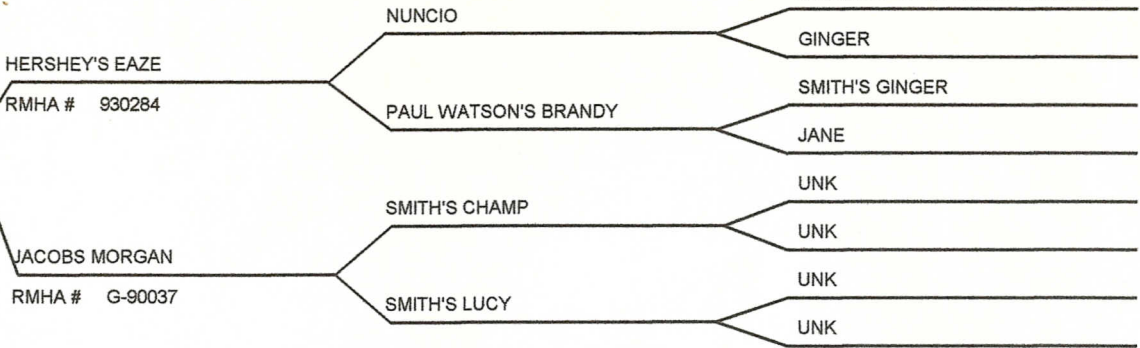 NUNCIO
GINGER
HERSHEY'S EAZE
RMHA # 930284
SMITH'S GINGER
PAUL WATSON'S BRANDY
JANE
UNK
SMITH'S CHAMP
UNK
JACOBS MORGAN
UNK
RMHA # G-90037
SMITH'S LUCY
UNK